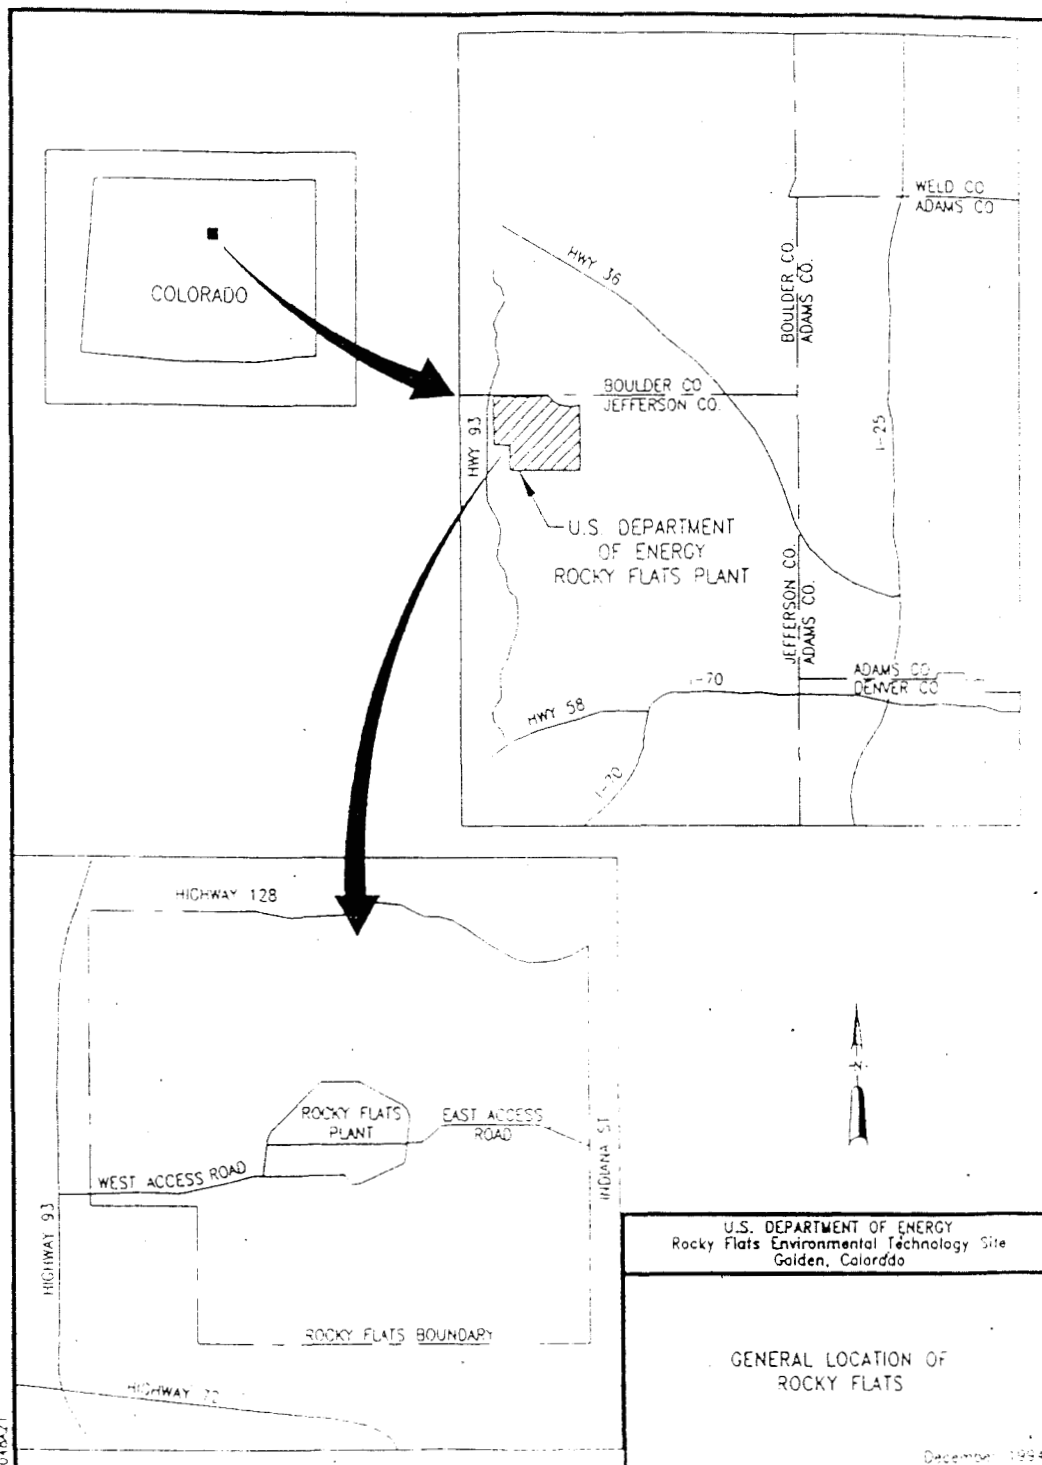 COLORADO
WELD CO
ADAMS CO
HWY 36
BOULDER CO
ADAMS CO.
BOULDER CO
JEFFERSON CO.
HWY 93
I-25
U.S. DEPARTMENT
OF ENERGY
ROCKY FLATS PLANT
JEFFERSON CO.
ADAMS CO.
ADAMS CO
DENVER CO
I-70
HWY 58
I-70
HIGHWAY 128
ROCKY FLATS
PLANT
EAST ACCESS
ROAD
WEST ACCESS ROAD
INDIANA ST
HIGHWAY 93
ROCKY FLATS BOUNDARY
HIGHWAY 72
U.S. DEPARTMENT OF ENERGY
Rocky Flats Environmental Technology Site
Golden, Colorado
GENERAL LOCATION OF
ROCKY FLATS
December 1994